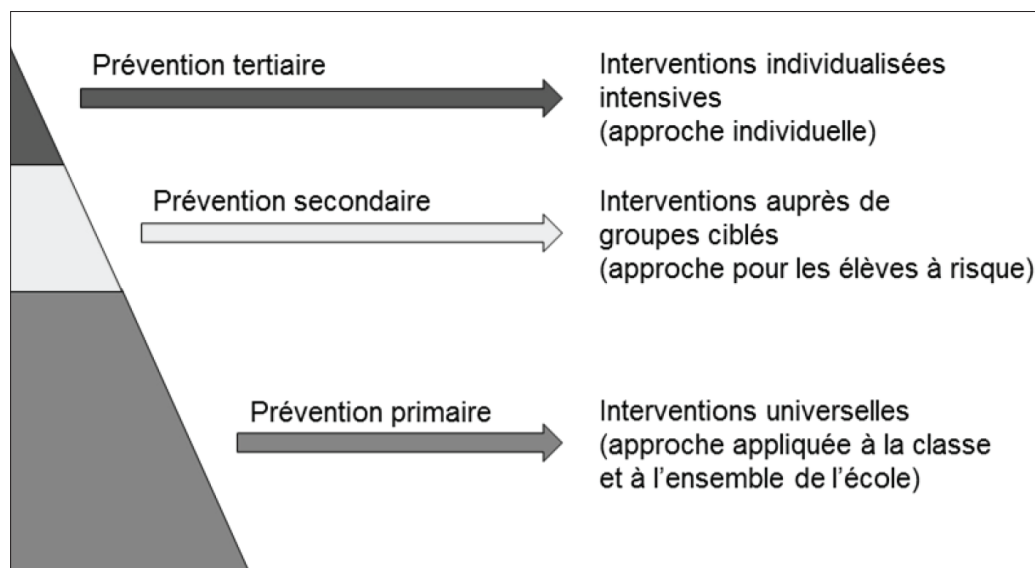 Prévention tertiaire
Interventions individualisées
intensives
(approche individuelle)
Prévention secondaire
Interventions auprès de
groupes ciblés
(approche pour les élèves à risque)
Prévention primaire
Interventions universelles
(approche appliquée à la classe
et à l'ensemble de l'école)